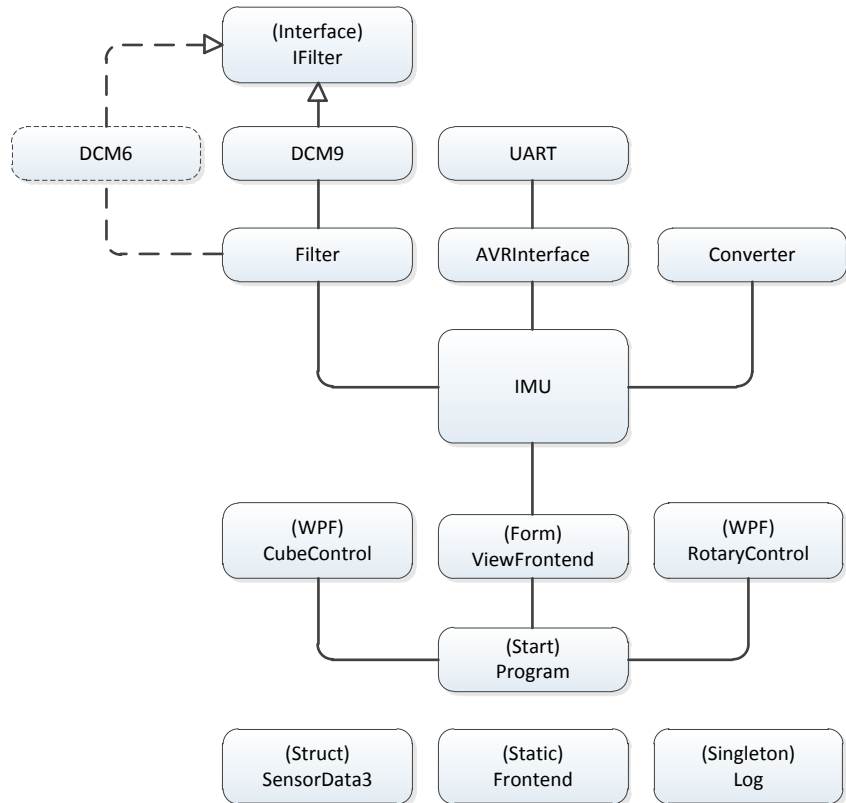 (Interface)
IFilter
DCM6
DCM9
UART
Filter
AVRInterface
Converter
IMU
(WPF)
CubeControl
(Form)
ViewFrontend
(WPF)
RotaryControl
(Start)
Program
(Struct)
SensorData3
(Static)
Frontend
(Singleton)
Log